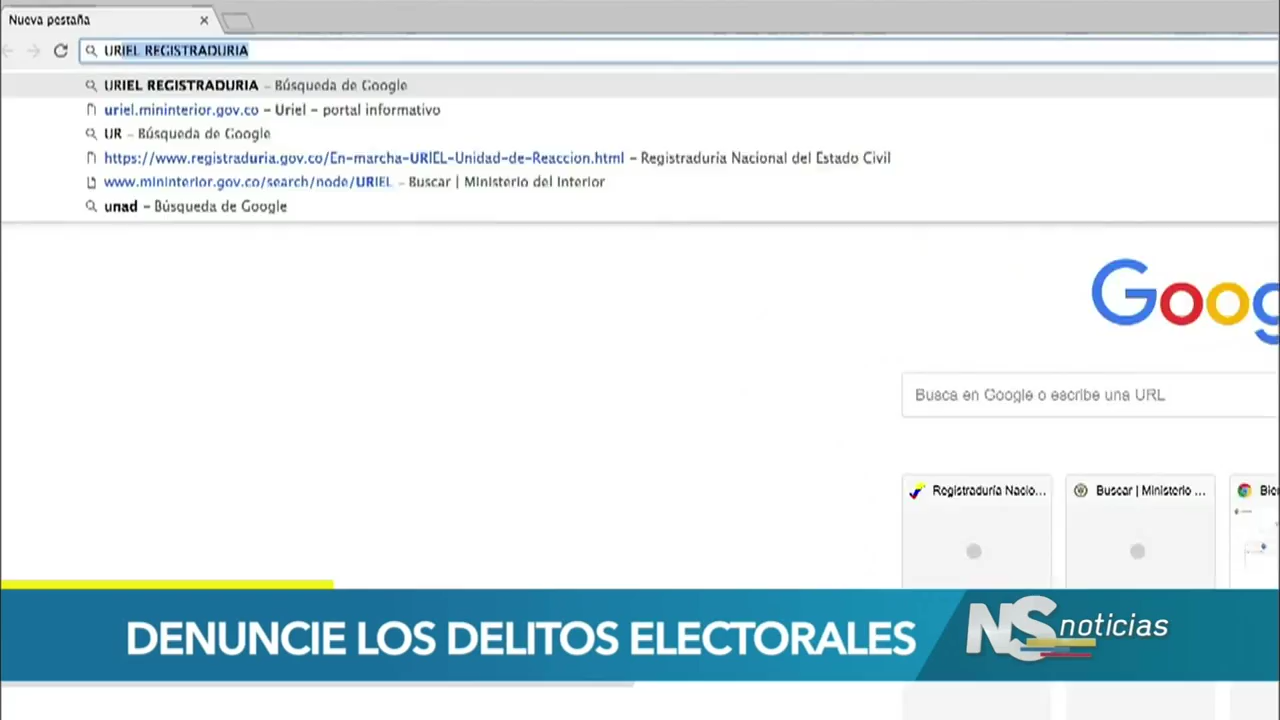 Nueva pestaña
URIEL REGISTRADURIA
URIEL REGISTRADURIA – Búsqueda de Google
uriel.mininterior.gov.co – Uriel – portal informativo
UR – Búsqueda de Google
https://www.registraduria.gov.co/En-marcha-URIEL-Unidad-de-Reaccion.html – Registraduría Nacional del Estado Civil
www.mininterior.gov.co/search/node/URIEL – Buscar | Ministerio del Interior
unad – Búsqueda de Google
Goog
Busca en Google o escribe una URL
Registraduría Nacio... Buscar | Ministerio ... Bie
DENUNCIE LOS DELITOS ELECTORALES
NS noticias